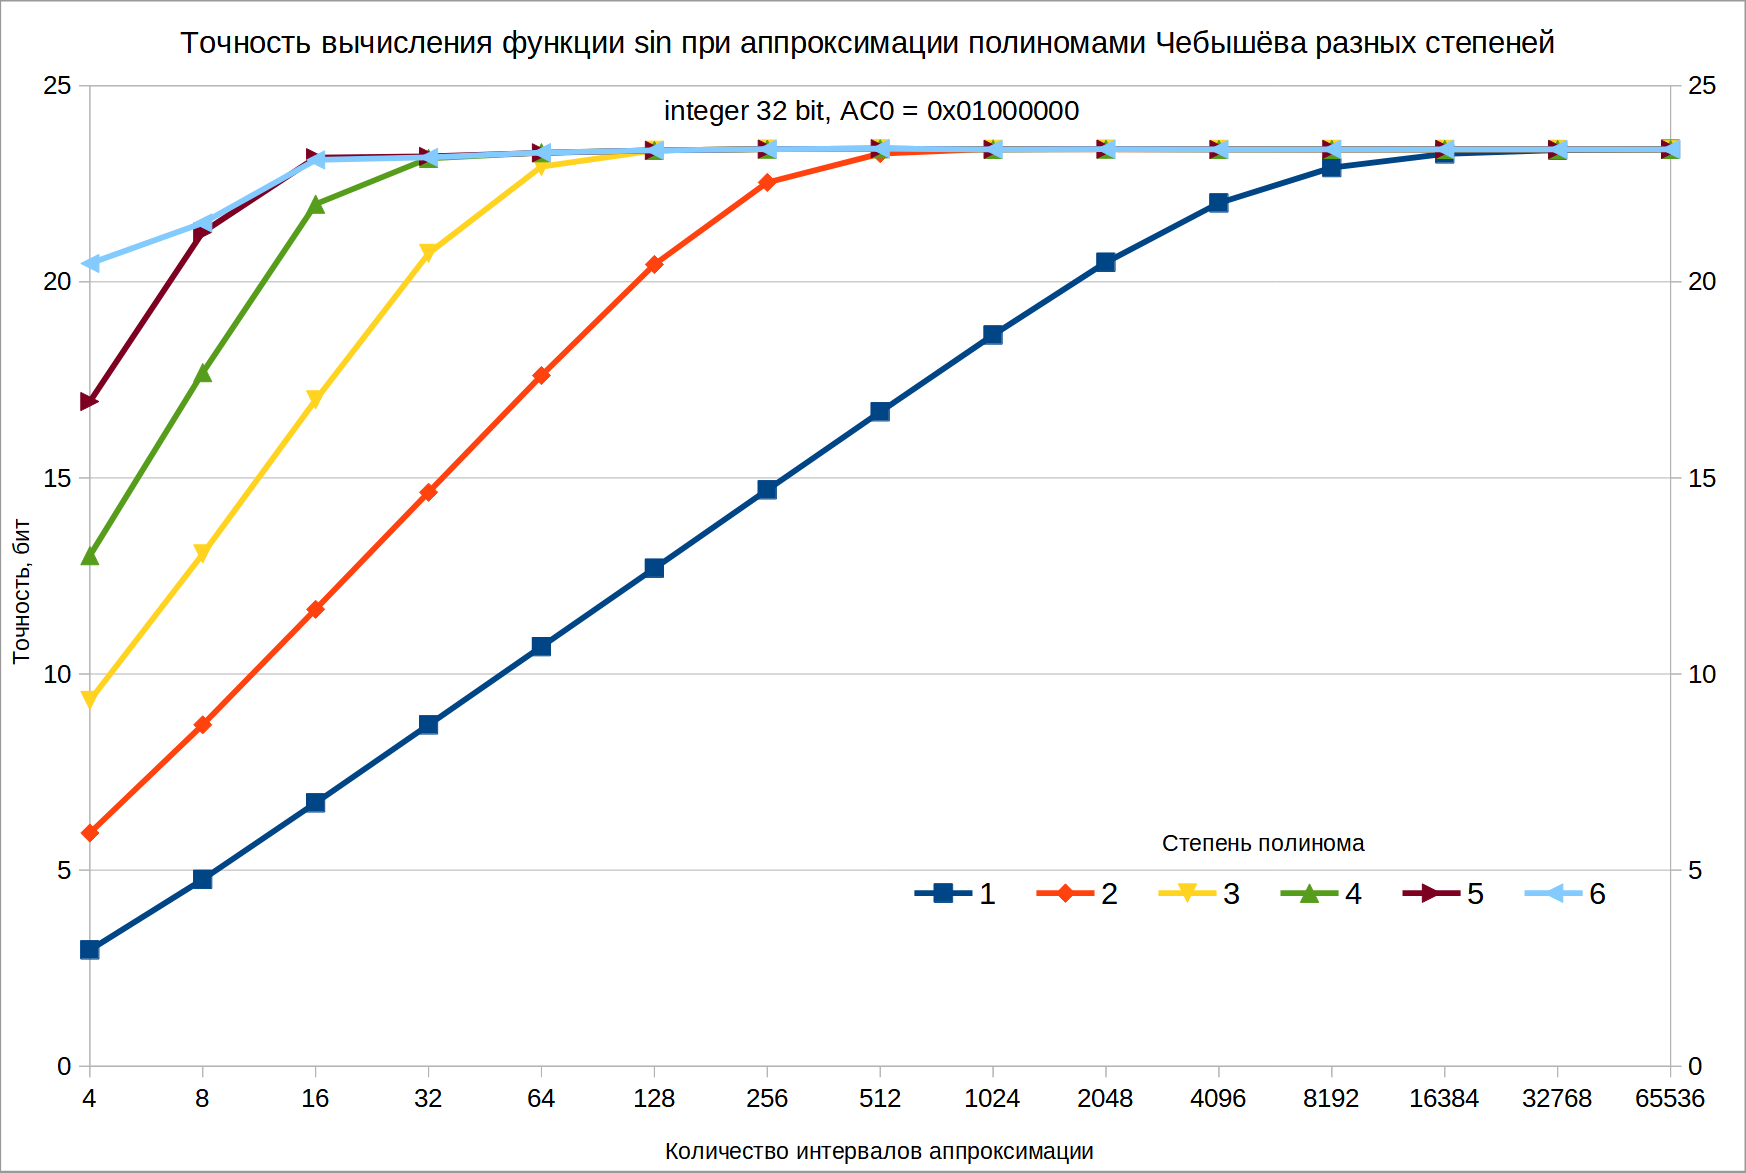 Точность вычисления функции sin при аппроксимации полиномами Чебышёва разных степеней
integer 32 bit, AC0 = 0x01000000
25 25
20 20
15 15
10 10
5 5
0 0
Точность, бит
Степень полинома
1 2 3 4 5 6
4 8 16 32 64 128 256 512 1024 2048 4096 8192 16384 32768 65536
Количество интервалов аппроксимации